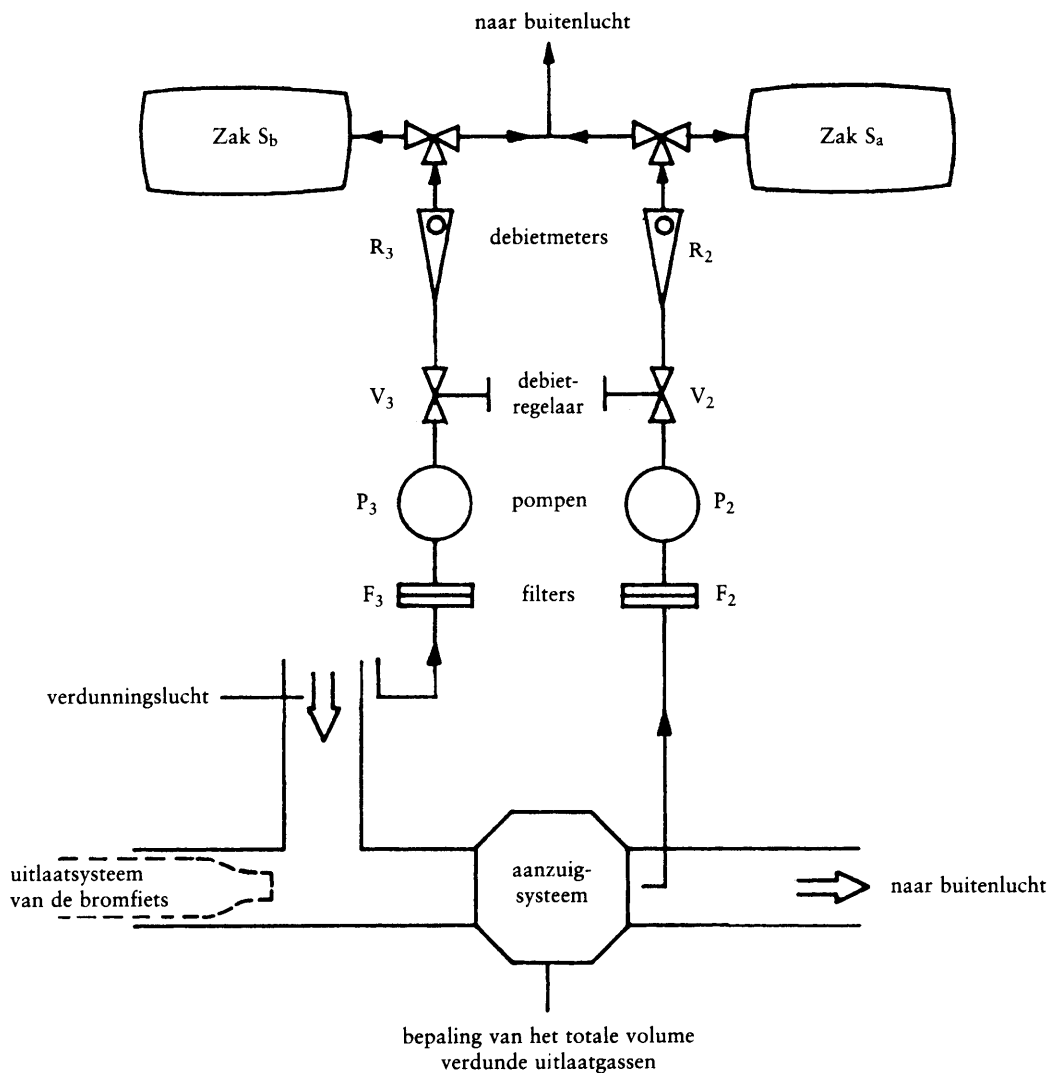 naar buitenlucht
Zak Sb
Zak Sa
R3
debietmeters
R2
V3
debiet-
regelaar
V2
P3
pompen
P2
F3
filters
F2
verdunningslucht
uitlaatsysteem
van de bromfiets
aanzuig-
systeem
naar buitenlucht
bepaling van het totale volume
verdunde uitlaatgassen